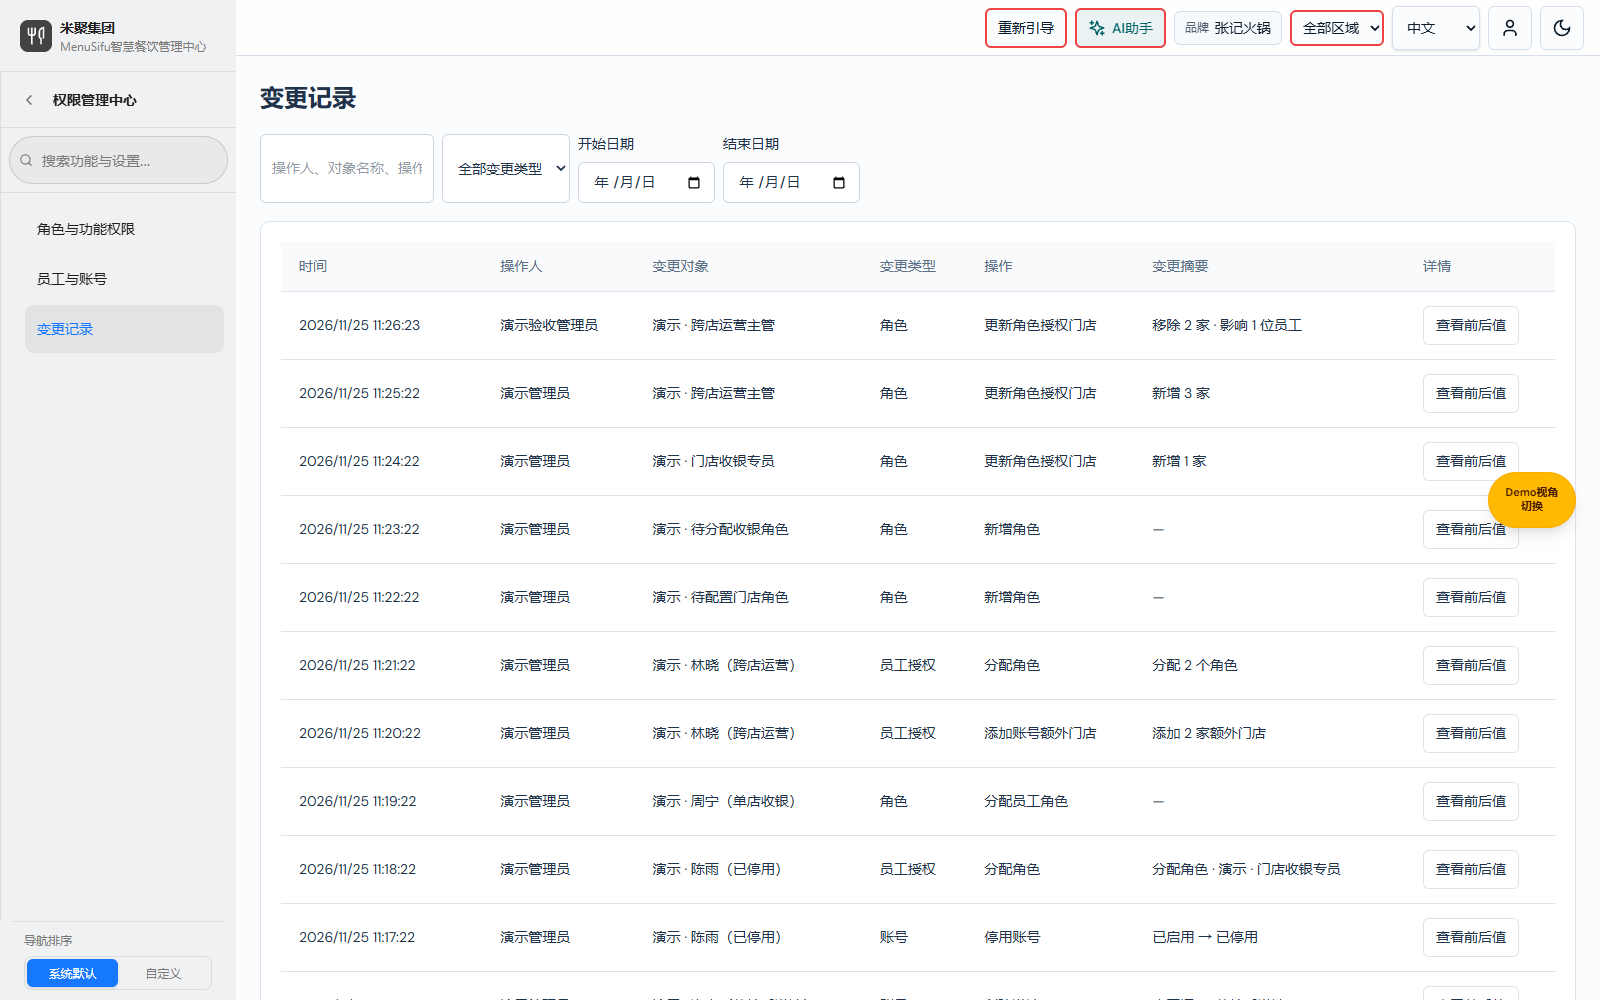 米聚集团
MenuSifu智慧餐饮管理中心
重新引导
AI助手
品牌 张记火锅
全部区域
中文
权限管理中心
搜索功能与设置...
角色与功能权限
员工与账号
变更记录
导航排序
系统默认 自定义
变更记录
操作人、对象名称、操作
全部变更类型
开始日期
年 /月/日
结束日期
年 /月/日
时间 操作人 变更对象 变更类型 操作 变更摘要 详情
2026/11/25 11:26:23 演示验收管理员 演示 · 跨店运营主管 角色 更新角色授权门店 移除 2 家 · 影响 1 位员工 查看前后值
2026/11/25 11:25:22 演示管理员 演示 · 跨店运营主管 角色 更新角色授权门店 新增 3 家 查看前后值
2026/11/25 11:24:22 演示管理员 演示 · 门店收银专员 角色 更新角色授权门店 新增 1 家 查看前后值
Demo视角
切换
2026/11/25 11:23:22 演示管理员 演示 · 待分配收银角色 角色 新增角色 — 查看前后值
2026/11/25 11:22:22 演示管理员 演示 · 待配置门店角色 角色 新增角色 — 查看前后值
2026/11/25 11:21:22 演示管理员 演示 · 林晓（跨店运营） 员工授权 分配角色 分配 2 个角色 查看前后值
2026/11/25 11:20:22 演示管理员 演示 · 林晓（跨店运营） 员工授权 添加账号额外门店 添加 2 家额外门店 查看前后值
2026/11/25 11:19:22 演示管理员 演示 · 周宁（单店收银） 角色 分配员工角色 — 查看前后值
2026/11/25 11:18:22 演示管理员 演示 · 陈雨（已停用） 员工授权 分配角色 分配角色 · 演示 · 门店收银专员 查看前后值
2026/11/25 11:17:22 演示管理员 演示 · 陈雨（已停用） 账号 停用账号 已启用 → 已停用 查看前后值